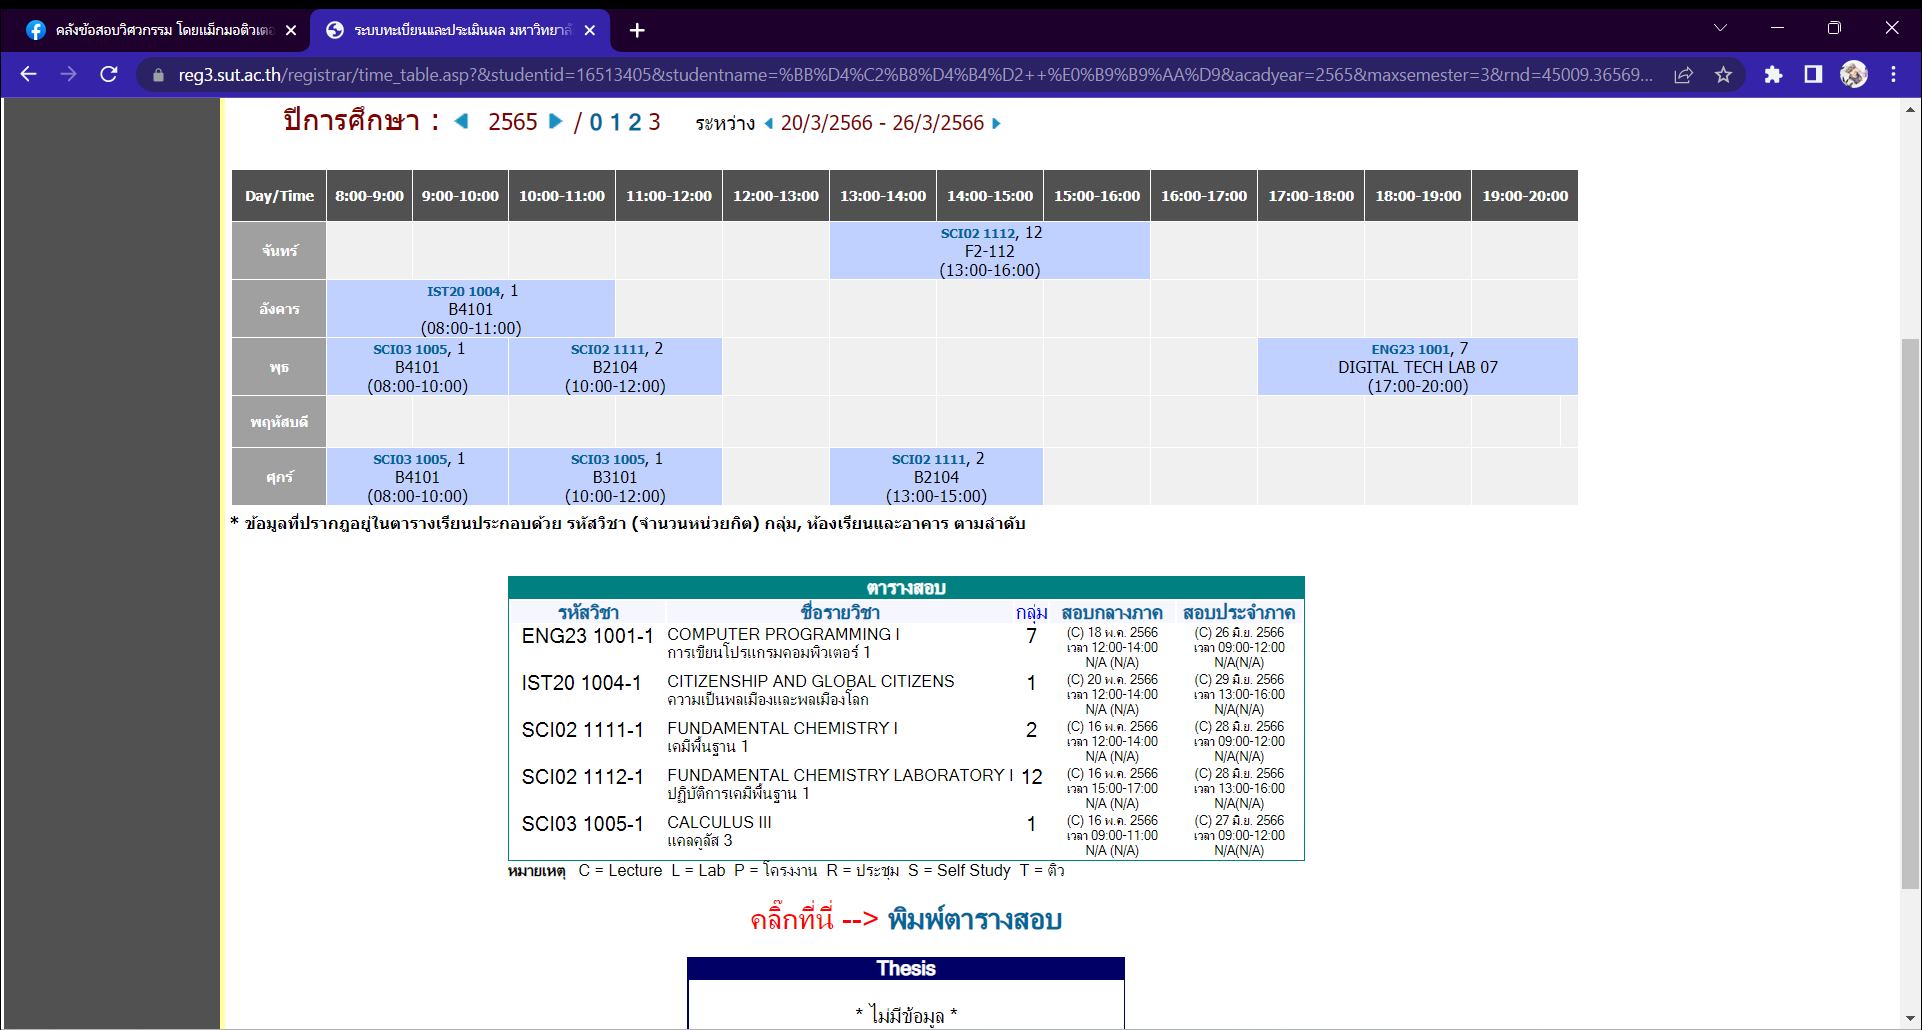 คลังข้อสอบวิศวกรรม โดยแม็กมอติวเตอ
ระบบทะเบียนและประเมินผล มหาวิทยาลั
reg3.sut.ac.th/registrar/time_table.asp?&studentid=16513405&studentname=%BB%D4%C2%B8%D4%B4%D2++%E0%B9%B9%AA%D9&acadyear=2565&maxsemester=3&rnd=45009.36569...
ปีการศึกษา : 2565 / 0 1 2 3 ระหว่าง 20/3/2566 - 26/3/2566
Day/Time 8:00-9:00 9:00-10:00 10:00-11:00 11:00-12:00 12:00-13:00 13:00-14:00 14:00-15:00 15:00-16:00 16:00-17:00 17:00-18:00 18:00-19:00 19:00-20:00
จันทร์
SCI02 1112, 12
F2-112
(13:00-16:00)
อังคาร
IST20 1004, 1
B4101
(08:00-11:00)
พุธ
SCI03 1005, 1
B4101
(08:00-10:00)
SCI02 1111, 2
B2104
(10:00-12:00)
ENG23 1001, 7
DIGITAL TECH LAB 07
(17:00-20:00)
พฤหัสบดี
ศุกร์
SCI03 1005, 1
B4101
(08:00-10:00)
SCI03 1005, 1
B3101
(10:00-12:00)
SCI02 1111, 2
B2104
(13:00-15:00)
* ข้อมูลที่ปรากฎอยู่ในตารางเรียนประกอบด้วย รหัสวิชา (จำนวนหน่วยกิต) กลุ่ม, ห้องเรียนและอาคาร ตามลำดับ
ตารางสอบ
รหัสวิชา ชื่อรายวิชา กลุ่ม สอบกลางภาค สอบประจำภาค
ENG23 1001-1 COMPUTER PROGRAMMING I 7 (C) 18 พ.ค. 2566 (C) 26 มิ.ย. 2566
การเขียนโปรแกรมคอมพิวเตอร์ 1 เวลา 12:00-14:00 เวลา 09:00-12:00
N/A (N/A) N/A(N/A)
IST20 1004-1 CITIZENSHIP AND GLOBAL CITIZENS 1 (C) 20 พ.ค. 2566 (C) 29 มิ.ย. 2566
ความเป็นพลเมืองและพลเมืองโลก เวลา 12:00-14:00 เวลา 13:00-16:00
N/A (N/A) N/A(N/A)
SCI02 1111-1 FUNDAMENTAL CHEMISTRY I 2 (C) 16 พ.ค. 2566 (C) 28 มิ.ย. 2566
เคมีพื้นฐาน 1 เวลา 12:00-14:00 เวลา 09:00-12:00
N/A (N/A) N/A(N/A)
SCI02 1112-1 FUNDAMENTAL CHEMISTRY LABORATORY I 12 (C) 16 พ.ค. 2566 (C) 28 มิ.ย. 2566
ปฏิบัติการเคมีพื้นฐาน 1 เวลา 15:00-17:00 เวลา 13:00-16:00
N/A (N/A) N/A(N/A)
SCI03 1005-1 CALCULUS III 1 (C) 16 พ.ค. 2566 (C) 27 มิ.ย. 2566
แคลคูลัส 3 เวลา 09:00-11:00 เวลา 09:00-12:00
N/A (N/A) N/A(N/A)
หมายเหตุ C = Lecture L = Lab P = โครงงาน R = ประชุม S = Self Study T = ติว
คลิ๊กที่นี่ --> พิมพ์ตารางสอบ
Thesis
* ไม่มีข้อมูล *